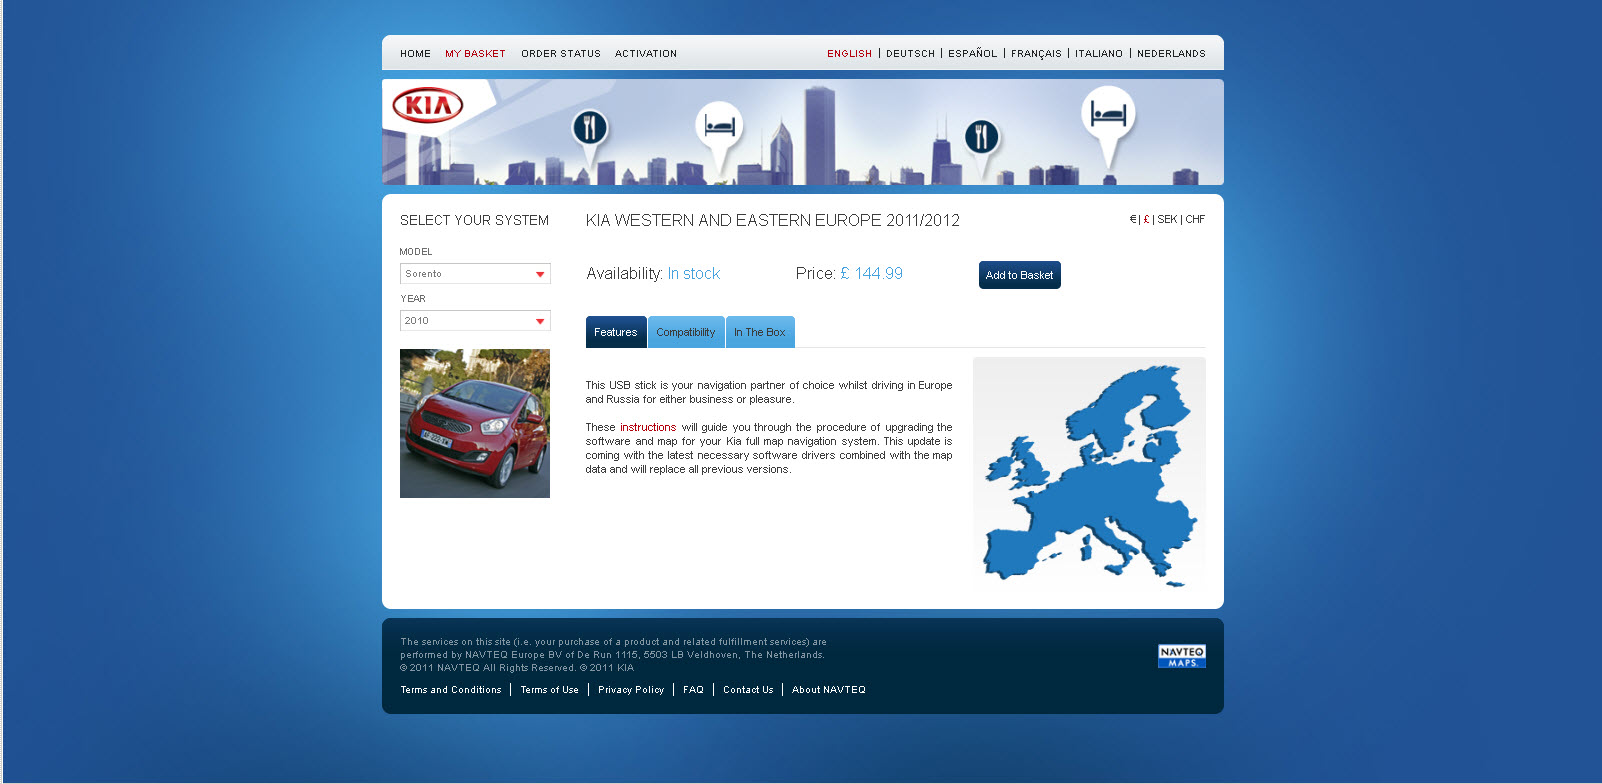 HOME MY BASKET ORDER STATUS ACTIVATION ENGLISH | DEUTSCH | ESPAÑOL | FRANÇAIS | ITALIANO | NEDERLANDS
KIA
SELECT YOUR SYSTEM
MODEL
Sorento
YEAR
2010
KIA WESTERN AND EASTERN EUROPE 2011/2012
€ | £ | SEK | CHF
Availability: In stock Price: £ 144.99 Add to Basket
Features Compatibility In The Box
This USB stick is your navigation partner of choice whilst driving in Europe
and Russia for either business or pleasure.
These instructions will guide you through the procedure of upgrading the
software and map for your Kia full map navigation system. This update is
coming with the latest necessary software drivers combined with the map
data and will replace all previous versions.
The services on this site (i.e. your purchase of a product and related fulfillment services) are
performed by NAVTEQ Europe BV of De Run 1115, 5503 LB Veldhoven, The Netherlands.
© 2011 NAVTEQ All Rights Reserved. © 2011 KIA
NAVTEQ
MAPS.
Terms and Conditions | Terms of Use | Privacy Policy | FAQ | Contact Us | About NAVTEQ